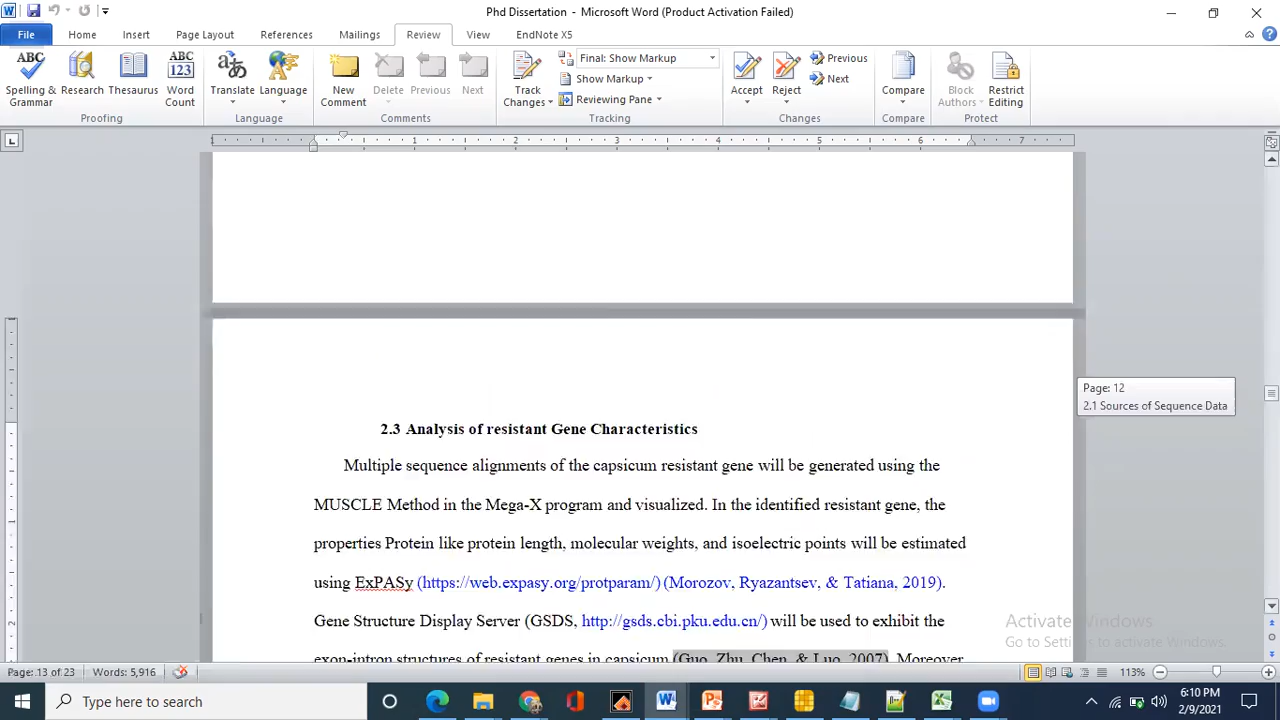 Phd Dissertation - Microsoft Word (Product Activation Failed)
File Home Insert Page Layout References Mailings Review View EndNote X5
Spelling & Grammar
Research
Thesaurus
ABC 123 Word Count
Translate
Language
New Comment
Delete
Previous
Next
Track Changes
Final: Show Markup
Show Markup
Reviewing Pane
Accept
Reject
Previous
Next
Compare
Block Authors
Restrict Editing
Proofing Language Comments Tracking Changes Compare Protect
1 1 2 3 4 5 6 7
Page: 12
2.1 Sources of Sequence Data
2.3 Analysis of resistant Gene Characteristics
Multiple sequence alignments of the capsicum resistant gene will be generated using the
MUSCLE Method in the Mega-X program and visualized. In the identified resistant gene, the
properties Protein like protein length, molecular weights, and isoelectric points will be estimated
using ExPASy (https://web.expasy.org/protparam/) (Morozov, Ryazantsev, & Tatiana, 2019).
Gene Structure Display Server (GSDS, http://gsds.cbi.pku.edu.cn/) will be used to exhibit the
exon-intron structures of resistant genes in capsicum (Guo, Zhu, Chen, & Luo, 2007). Moreover
Activate Windows
Go to Settings to activate Windows.
Page: 13 of 23 Words: 5,916 113%
Type here to search
6:10 PM
2/9/2021